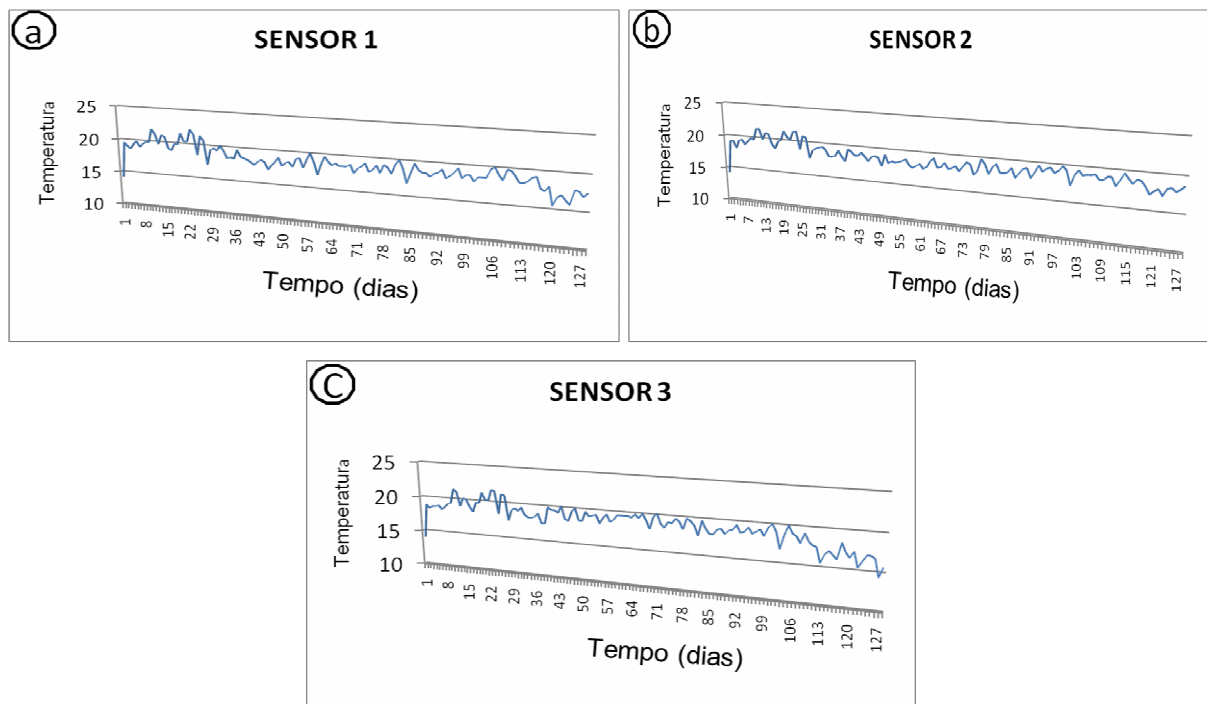 a
SENSOR 1
Temperatura
25
20
15
10
1 8 15 22 29 36 43 50 57 64 71 78 85 92 99 106 113 120 127
Tempo (dias)
b
SENSOR 2
Temperatura
25
20
15
10
1 7 13 19 25 31 37 43 49 55 61 67 73 79 85 91 97 103 109 115 121 127
Tempo (dias)
C
SENSOR 3
Temperatura
25
20
15
10
1 8 15 22 29 36 43 50 57 64 71 78 85 92 99 106 113 120 127
Tempo (dias)